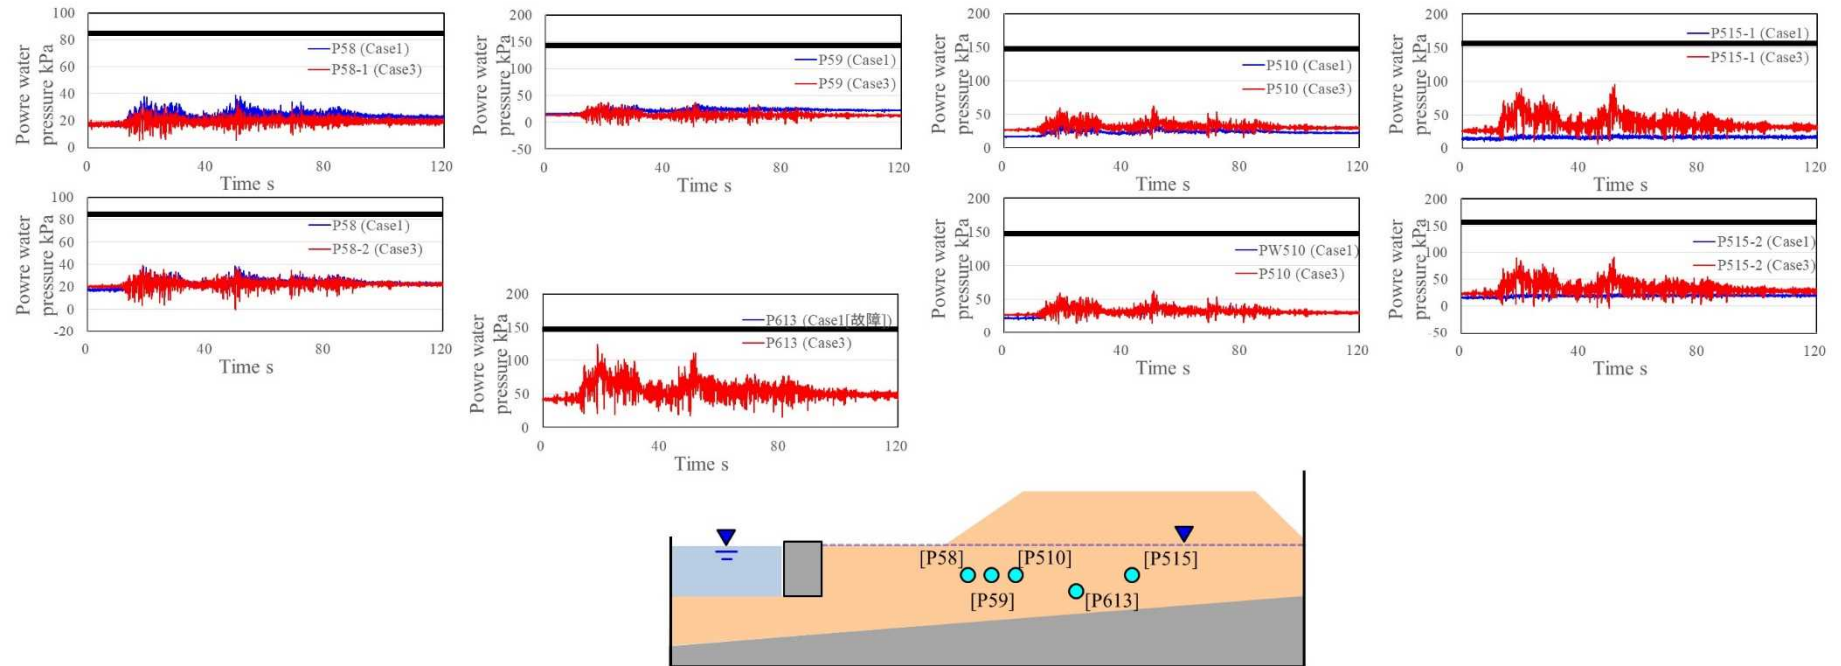 Powre water
pressure kPa
100
80
60
40
20
0
P58 (Case1)
P58-1 (Case3)
0
40
80
120
Time s
Powre water
pressure kPa
200
150
100
50
0
-50
P59 (Case1)
P59 (Case3)
0
40
80
120
Time s
Powre water
pressure kPa
200
150
100
50
0
P510 (Case1)
P510 (Case3)
0
40
80
120
Time s
Powre water
pressure kPa
200
150
100
50
0
P515-1 (Case1)
P515-1 (Case3)
0
40
80
120
Time s
Powre water
pressure kPa
100
80
60
40
20
0
-20
P58 (Case1)
P58-2 (Case3)
0
40
80
120
Time s
Powre water
pressure kPa
200
150
100
50
0
P613 (Case1[故障])
P613 (Case3)
0
40
80
120
Time s
Powre water
pressure kPa
200
150
100
50
0
PW510 (Case1)
P510 (Case3)
0
40
80
120
Time s
Powre water
pressure kPa
200
150
100
50
0
-50
P515-2 (Case1)
P515-2 (Case3)
0
40
80
120
Time s
[P58]
[P510]
[P515]
[P59]
[P613]